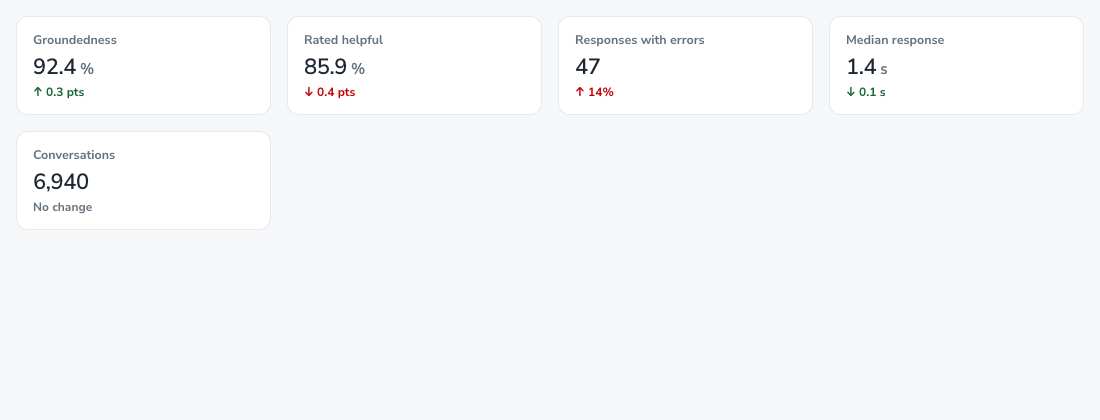 Groundedness
92.4 %
↑ 0.3 pts
Rated helpful
85.9 %
↓ 0.4 pts
Responses with errors
47
↑ 14%
Median response
1.4 s
↓ 0.1 s
Conversations
6,940
No change